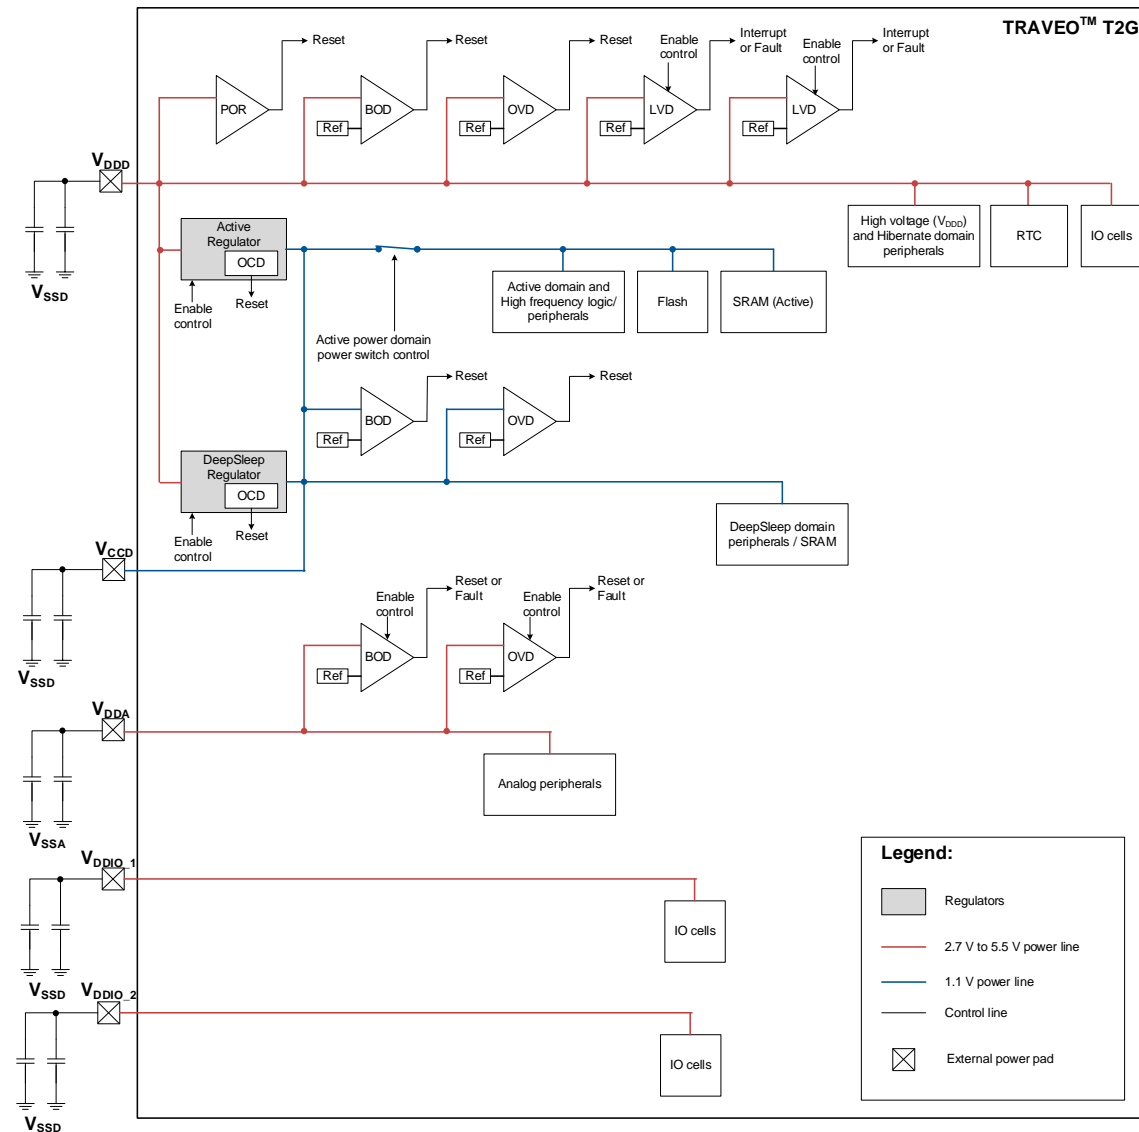 TRAVEO™ T2G
Reset
Reset
Reset
Enable
control
Interrupt
or Fault
Enable
control
Interrupt
or Fault
POR
BOD
OVD
LVD
LVD
Ref
Ref
Ref
Ref
VDDD
VSSD
Active
Regulator
OCD
Enable
control
Reset
High voltage (VDDD)
and Hibernate domain
peripherals
RTC
IO cells
Active domain and
High frequency logic/
peripherals
Flash
SRAM (Active)
Active power domain
power switch control
Reset
Reset
BOD
OVD
Ref
Ref
DeepSleep
Regulator
OCD
Enable
control
Reset
DeepSleep domain
peripherals / SRAM
VCCD
VSSD
Enable
control
Reset or
Fault
Enable
control
Reset or
Fault
BOD
OVD
Ref
Ref
VDDA
VSSA
Analog peripherals
VDDIO_1
VSSD
IO cells
VDDIO_2
VSSD
IO cells
Legend:
Regulators
2.7 V to 5.5 V power line
1.1 V power line
Control line
External power pad